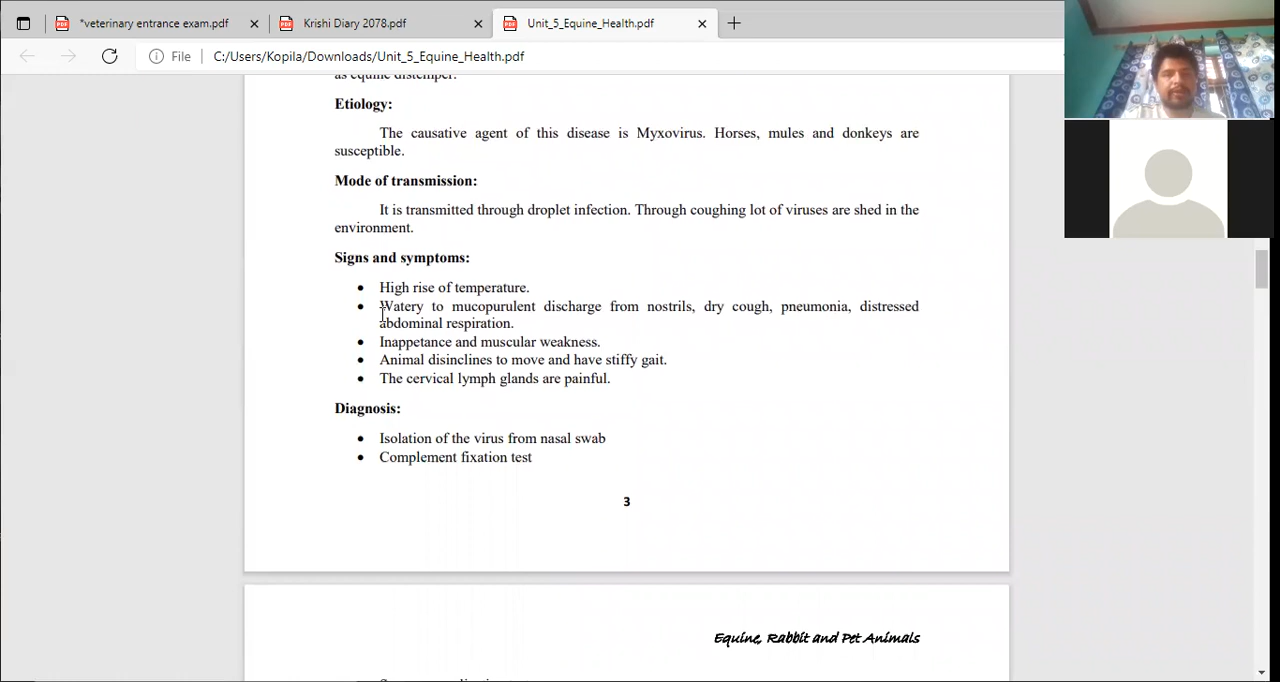 *veterinary entrance exam.pdf
Krishi Diary 2078.pdf
Unit_5_Equine_Health.pdf
File
C:/Users/Kopila/Downloads/Unit_5_Equine_Health.pdf
as equine distemper.
Etiology:
The causative agent of this disease is Myxovirus. Horses, mules and donkeys are
susceptible.
Mode of transmission:
It is transmitted through droplet infection. Through coughing lot of viruses are shed in the
environment.
Signs and symptoms:
• High rise of temperature.
• Watery to mucopurulent discharge from nostrils, dry cough, pneumonia, distressed
abdominal respiration.
• Inappetance and muscular weakness.
• Animal disinclines to move and have stiffy gait.
• The cervical lymph glands are painful.
Diagnosis:
• Isolation of the virus from nasal swab
• Complement fixation test
3
Equine, Rabbit and Pet Animals